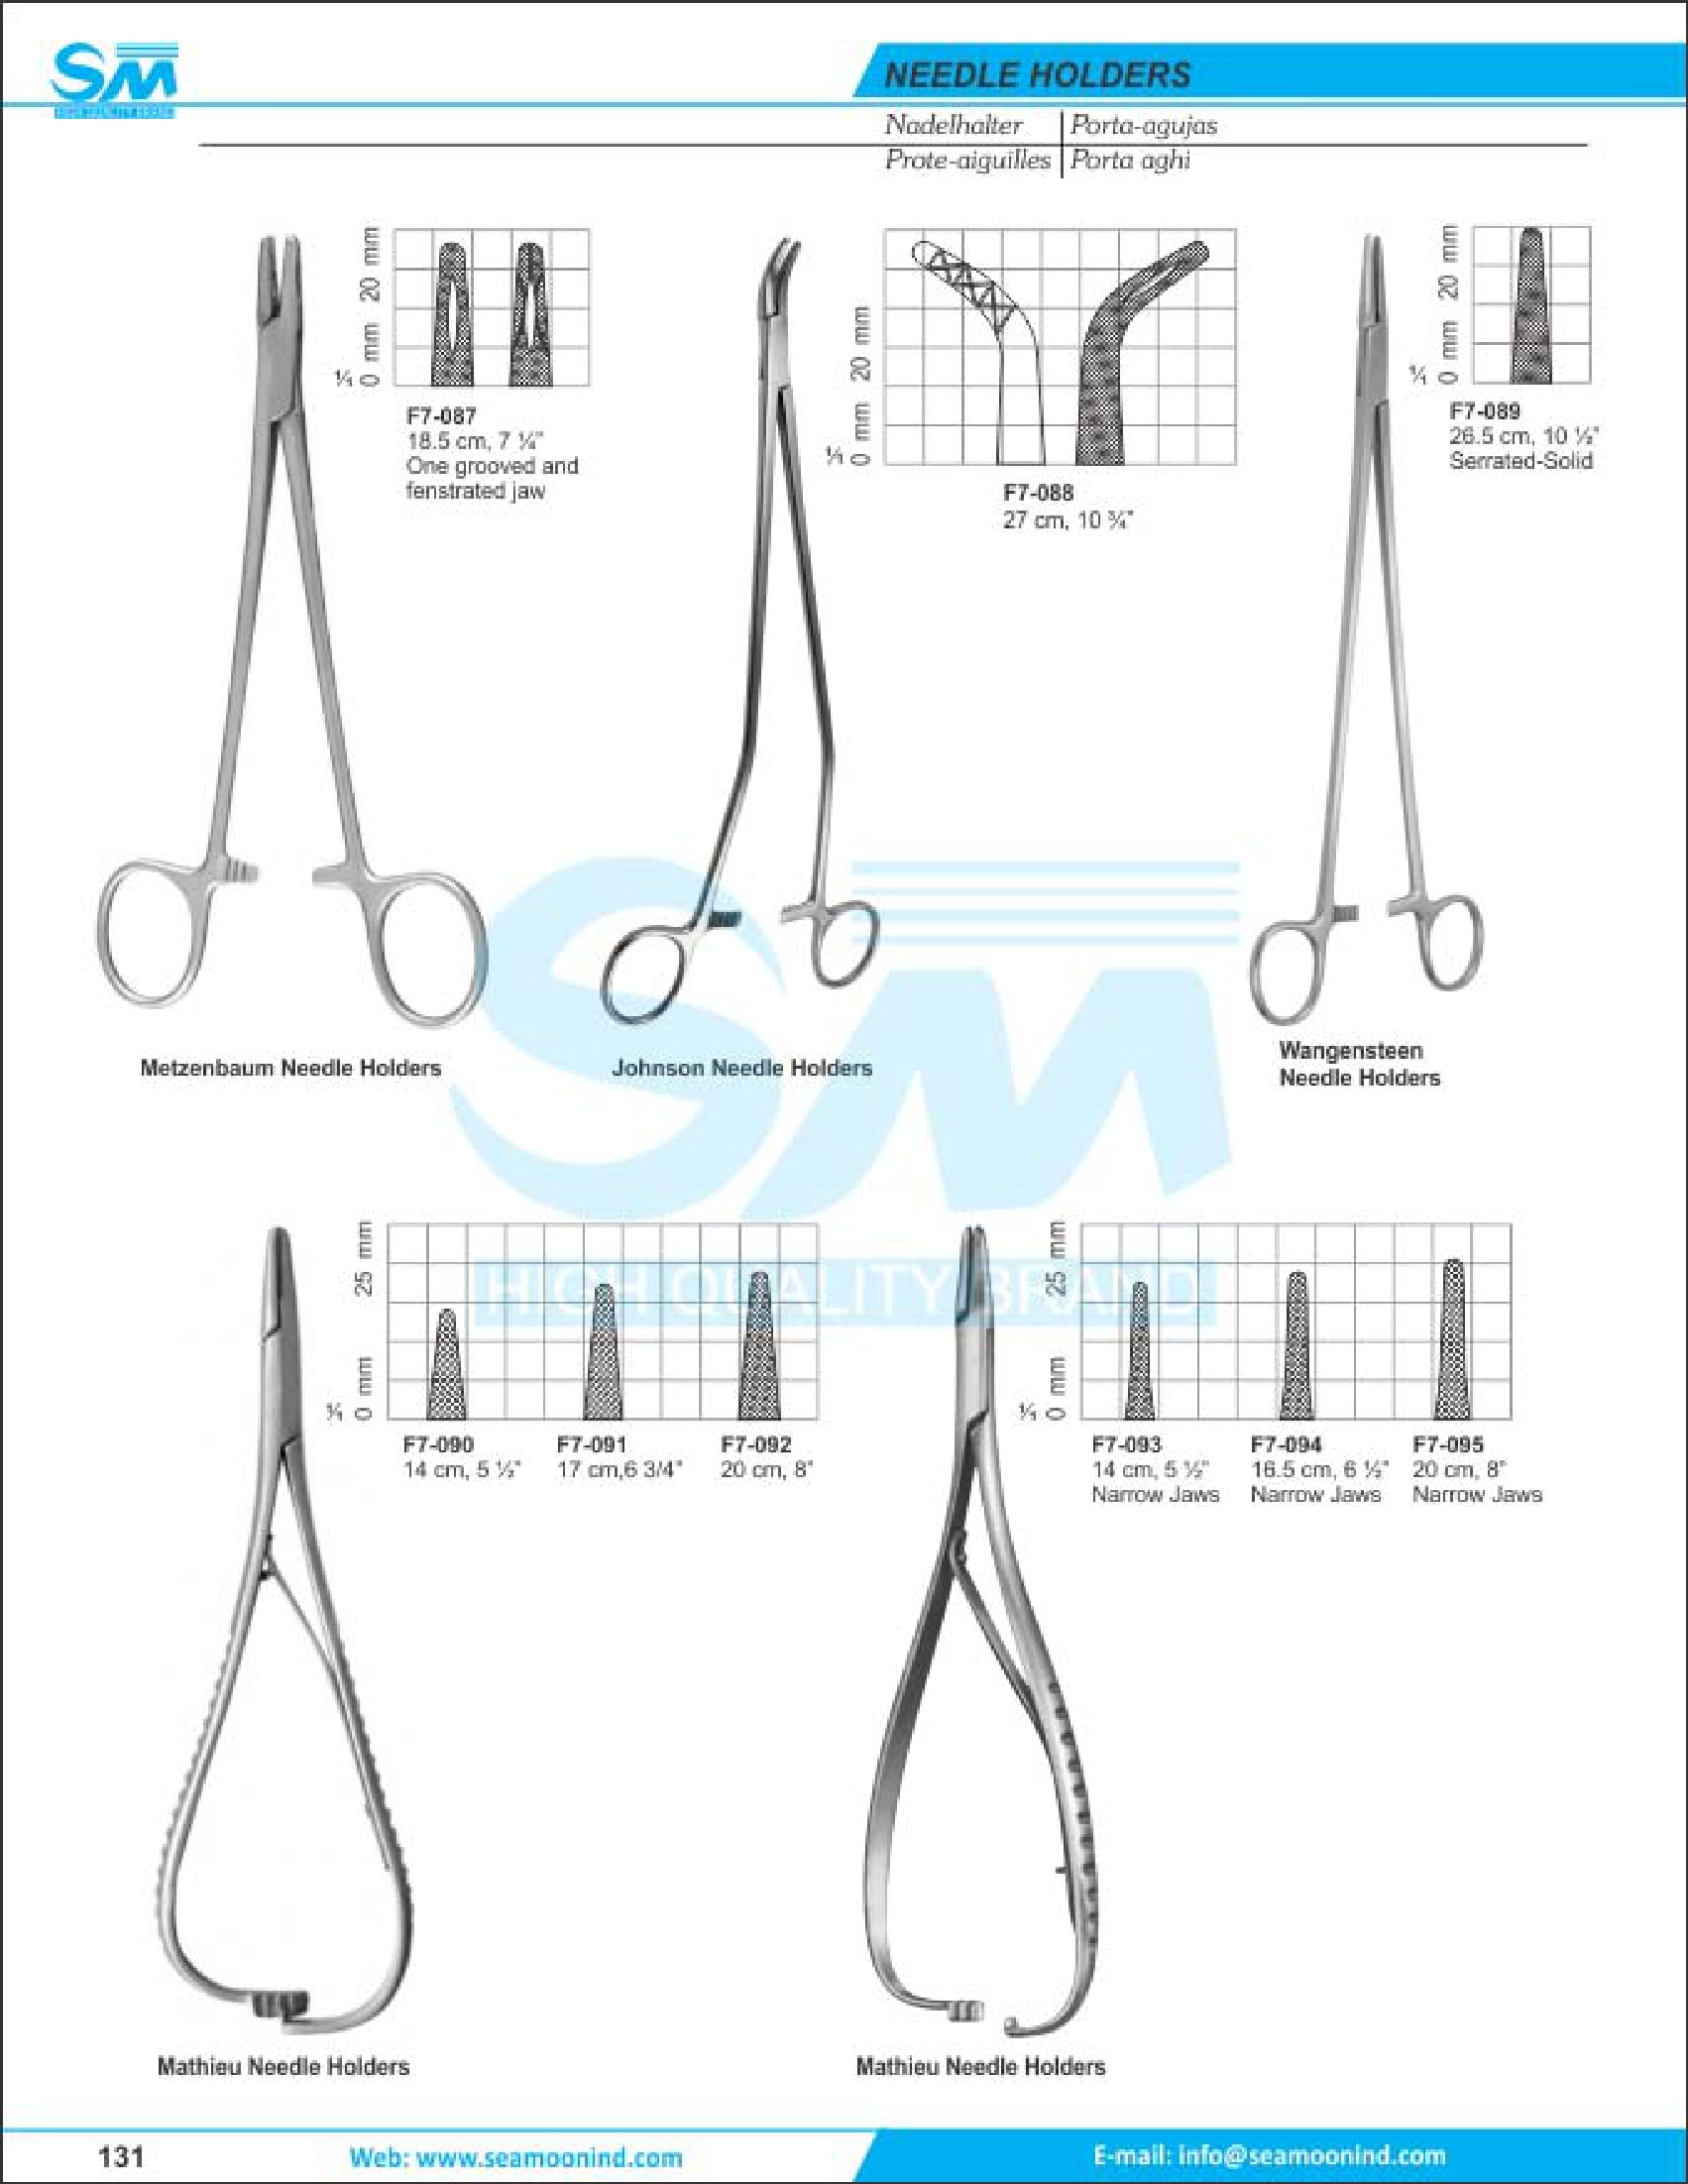 SM
NEEDLE HOLDERS
Nadelhalter
Porta-agujas
Prote-aiguilles
Porta aghi
0 mm 20 mm
¹⁄₁
F7-087
18.5 cm, 7 ¼"
One grooved and
fenstrated jaw
0 mm 20 mm
¹⁄₁
F7-088
27 cm, 10 ¾"
0 mm 20 mm
¹⁄₁
F7-089
26.5 cm, 10 ½"
Serrated-Solid
Metzenbaum Needle Holders
Johnson Needle Holders
Wangensteen
Needle Holders
SM
HIGH QUALITY BRAND
0 mm 25 mm
¹⁄₁
F7-090
14 cm, 5 ½"
F7-091
17 cm,6 3/4"
F7-092
20 cm, 8"
0 mm 25 mm
¹⁄₁
F7-093
14 cm, 5 ½"
Narrow Jaws
F7-094
16.5 cm, 6 ½"
Narrow Jaws
F7-095
20 cm, 8"
Narrow Jaws
Mathieu Needle Holders
Mathieu Needle Holders
131
Web: www.seamoonind.com
E-mail: info@seamoonind.com